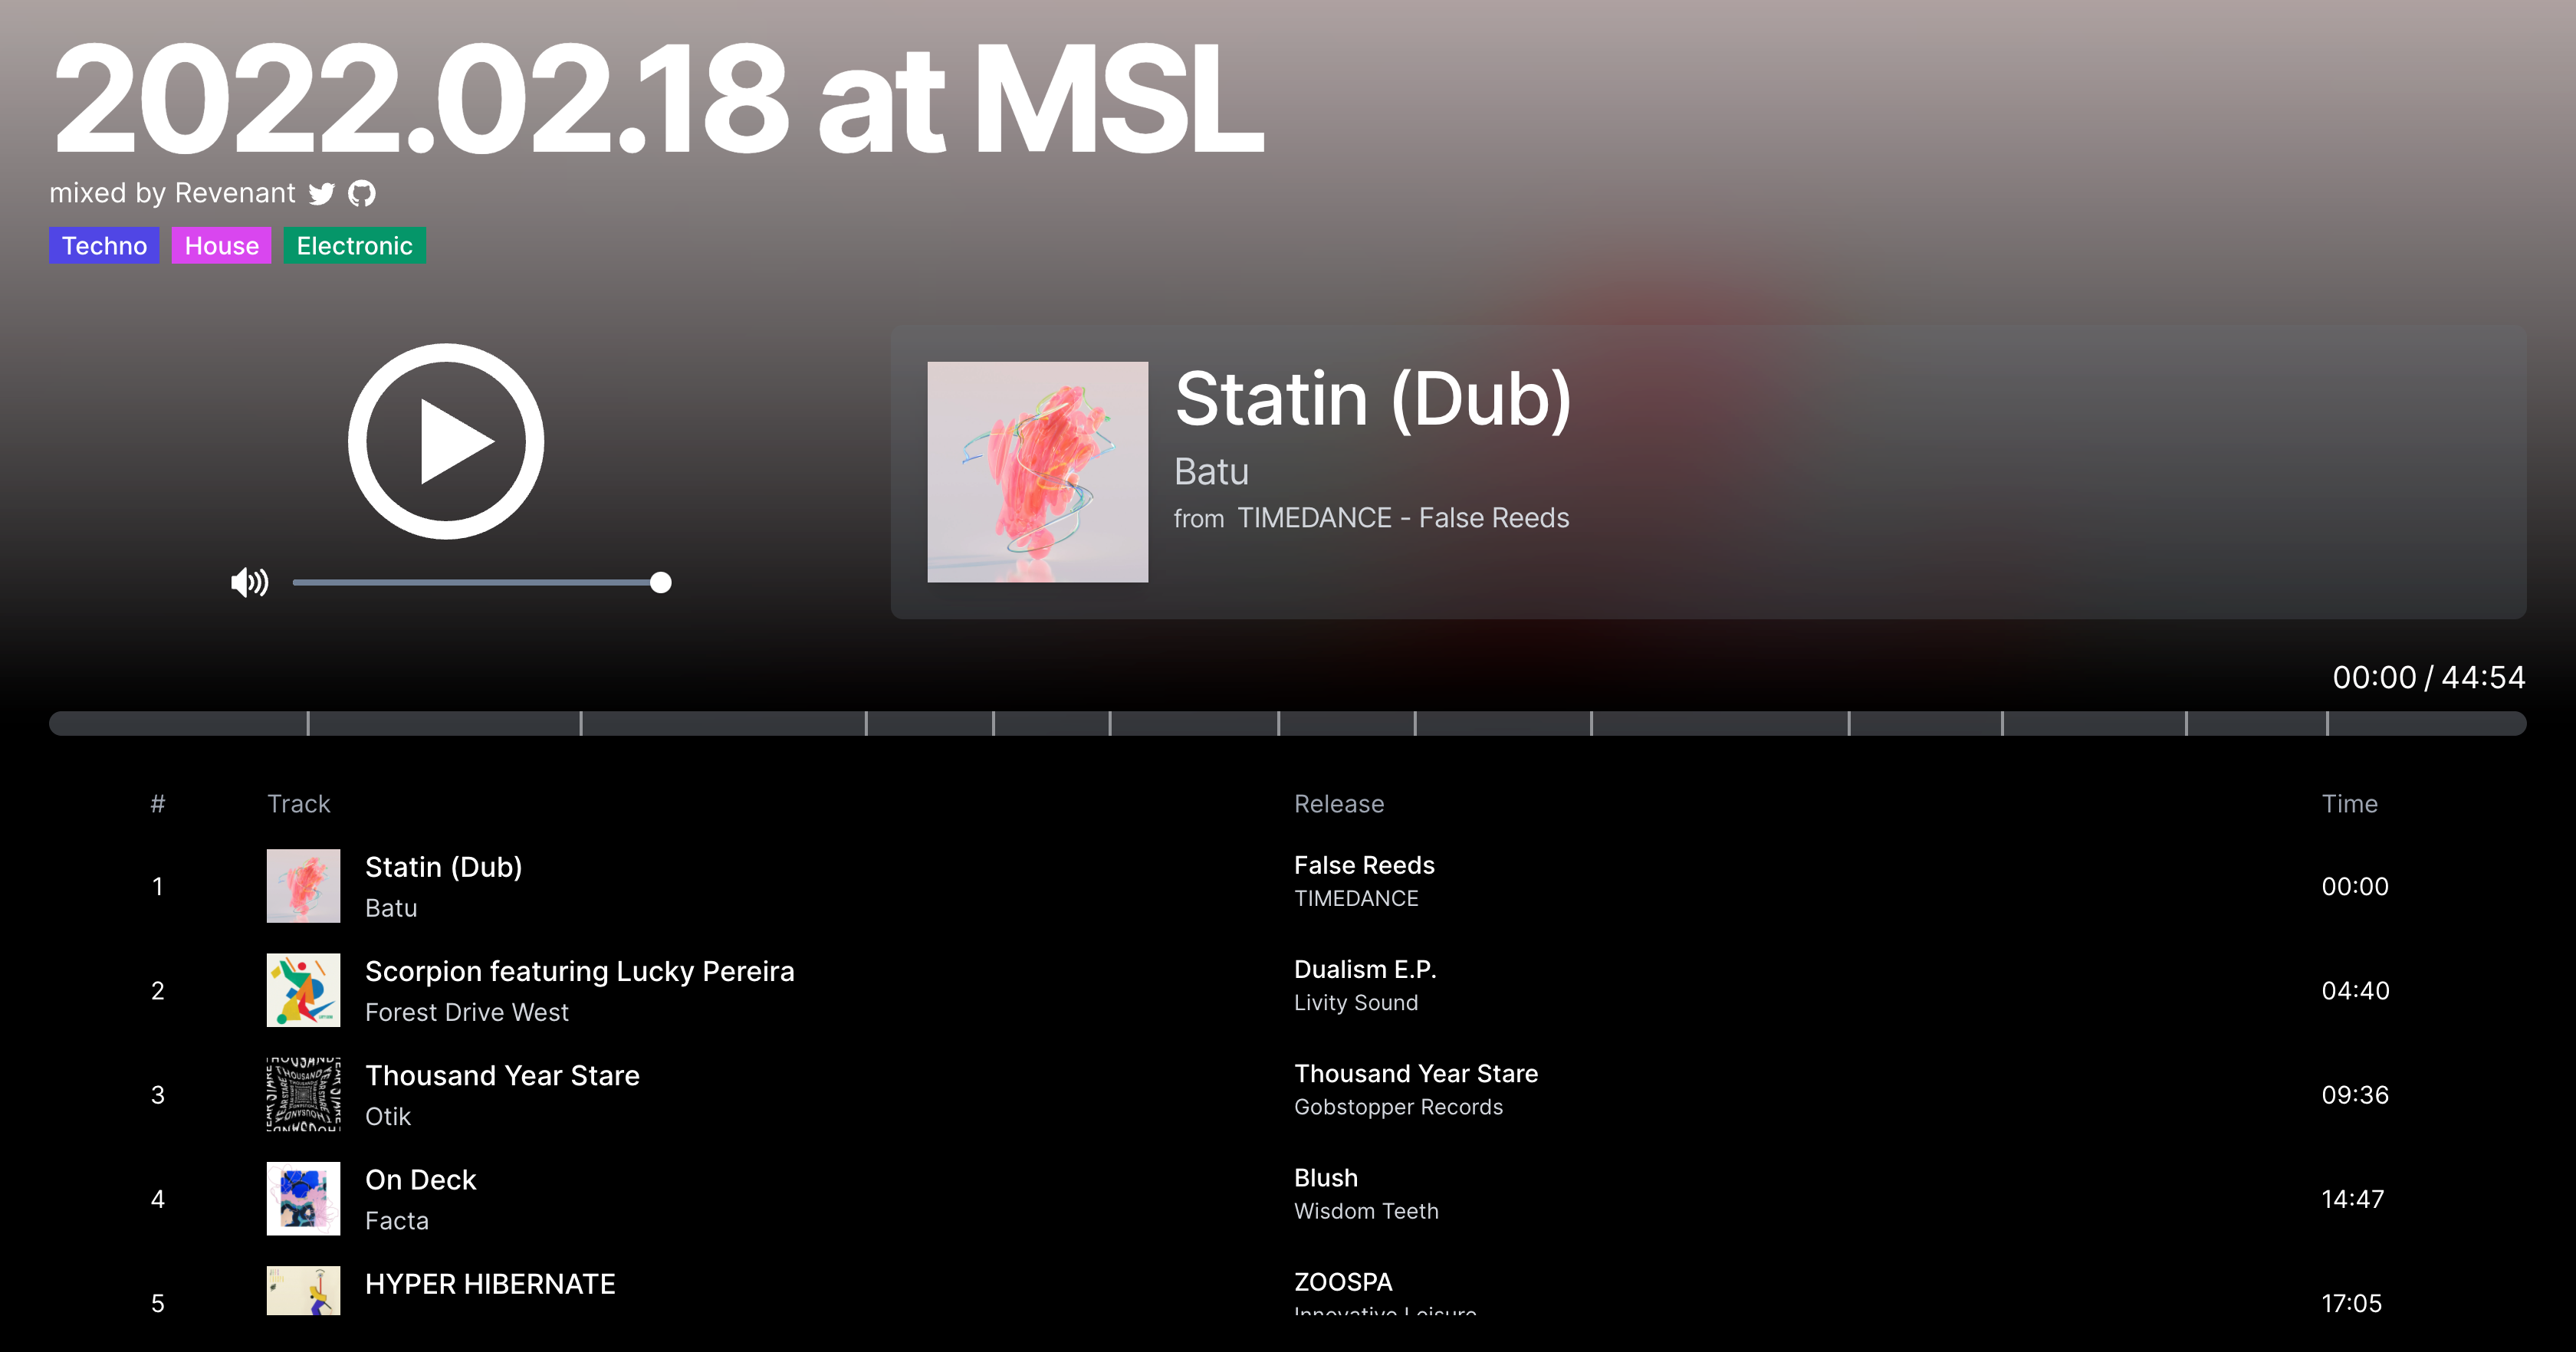 2022.02.18 at MSL
mixed by Revenant
Techno House Electronic
Statin (Dub)
Batu
from TIMEDANCE - False Reeds
00:00 / 44:54
# Track Release Time
1 Statin (Dub) False Reeds 00:00
Batu TIMEDANCE
2 Scorpion featuring Lucky Pereira Dualism E.P. 04:40
Forest Drive West Livity Sound
3 Thousand Year Stare Thousand Year Stare 09:36
Otik Gobstopper Records
4 On Deck Blush 14:47
Facta Wisdom Teeth
5 HYPER HIBERNATE ZOOSPA 17:05
Innovative Leisure